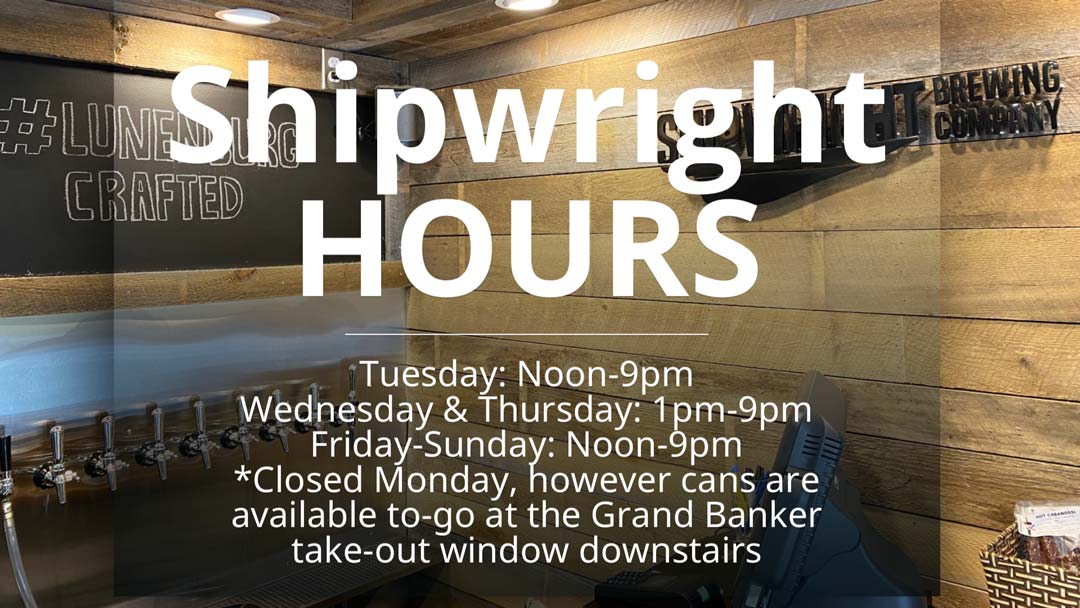 Shipwright
HOURS
Tuesday: Noon-9pm
Wednesday & Thursday: 1pm-9pm
Friday-Sunday: Noon-9pm
*Closed Monday, however cans are
available to-go at the Grand Banker
take-out window downstairs
#LUNENBURG
CRAFTED
SHIPWRIGHT BREWING
COMPANY